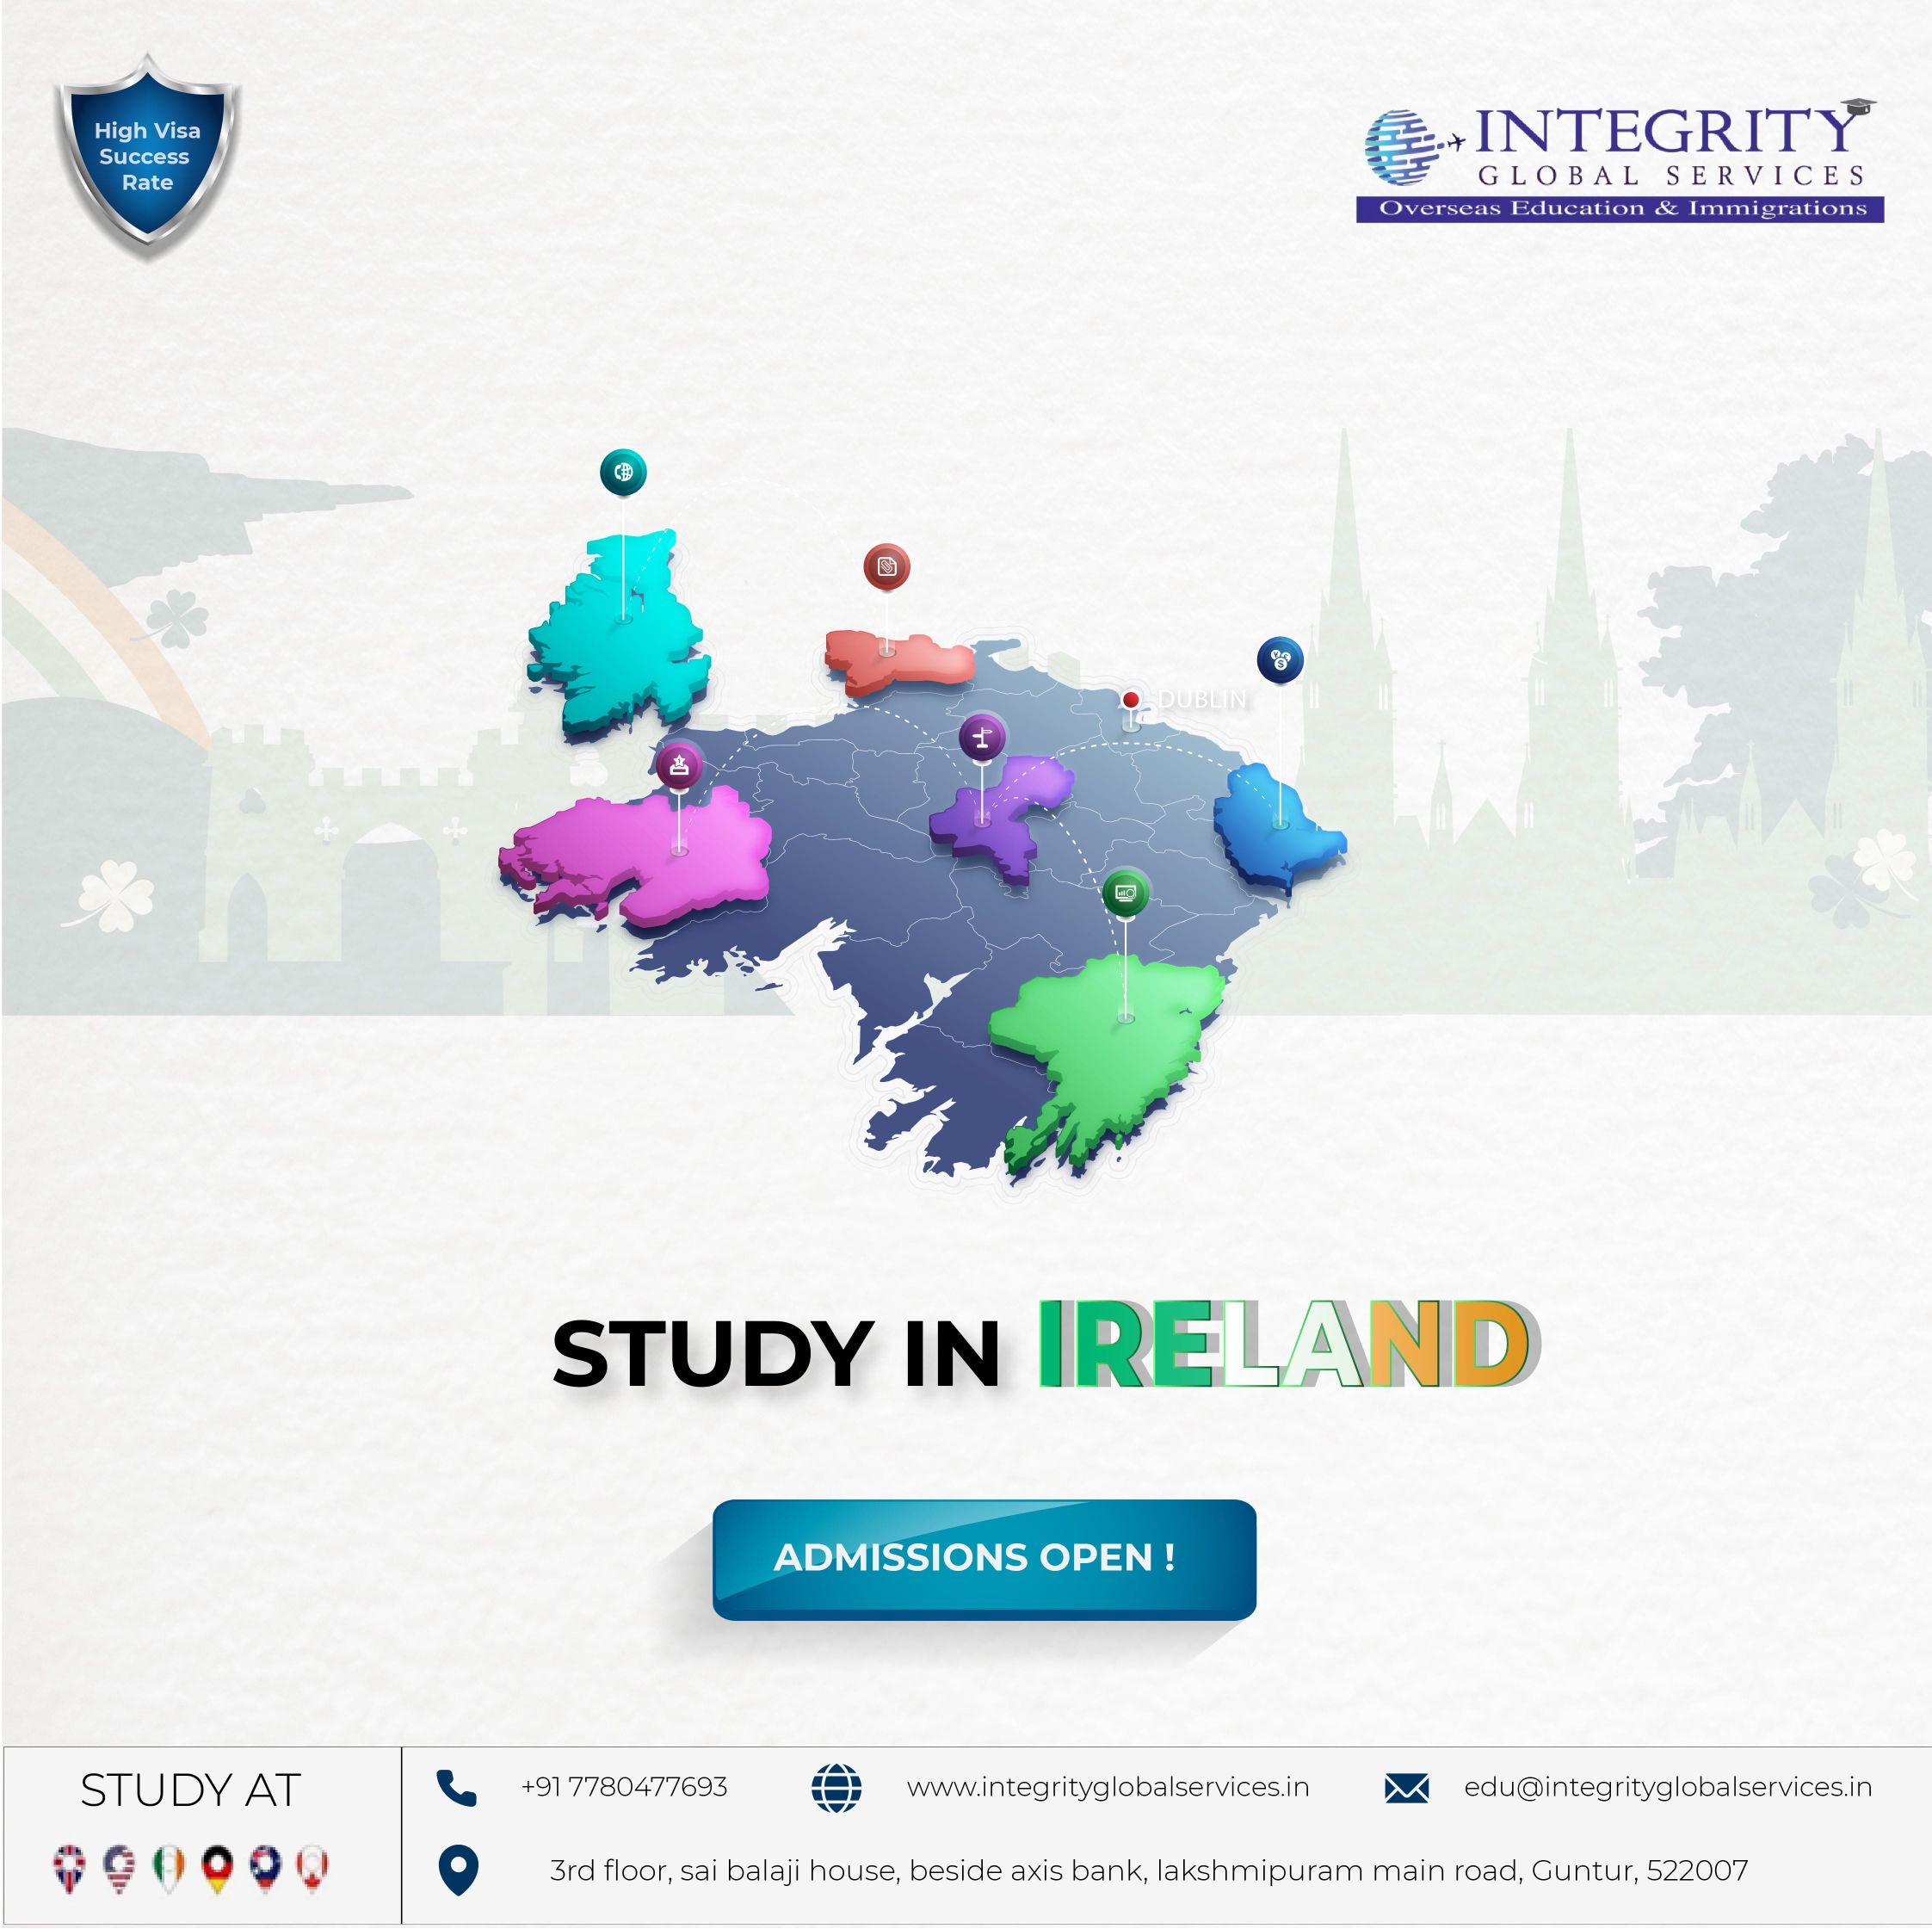 High Visa
Success
Rate
INTEGRITY
GLOBAL SERVICES
Overseas Education & Immigrations
DUBLIN
STUDY IN IRELAND
ADMISSIONS OPEN !
STUDY AT
+91 7780477693
www.integrityglobalservices.in
edu@integrityglobalservices.in
3rd floor, sai balaji house, beside axis bank, lakshmipuram main road, Guntur, 522007